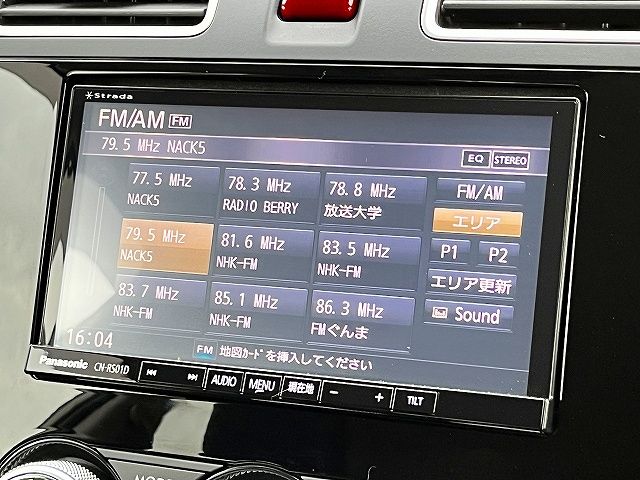 Strada
FM/AM FM
79.5 MHz NACK5
EQ STEREO
77.5 MHz
NACK5
78.3 MHz
RADIO BERRY
78.8 MHz
放送大学
FM/AM
エリア
79.5 MHz
NACK5
81.6 MHz
NHK-FM
83.5 MHz
NHK-FM
P1 P2
エリア更新
83.7 MHz
NHK-FM
85.1 MHz
NHK-FM
86.3 MHz
FMぐんま
Sound
16:04
FM 地図カードを挿入してください
Panasonic CN-RS01D
AUDIO MENU 現在地 − + TILT
MODE